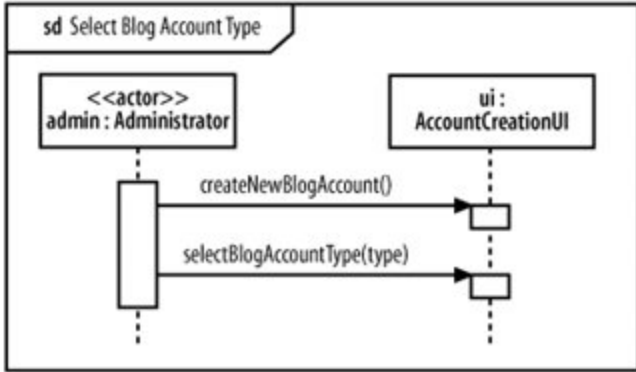 sd Select Blog Account Type
<<actor>>
admin : Administrator
ui :
AccountCreationUI
createNewBlogAccount()
selectBlogAccountType(type)